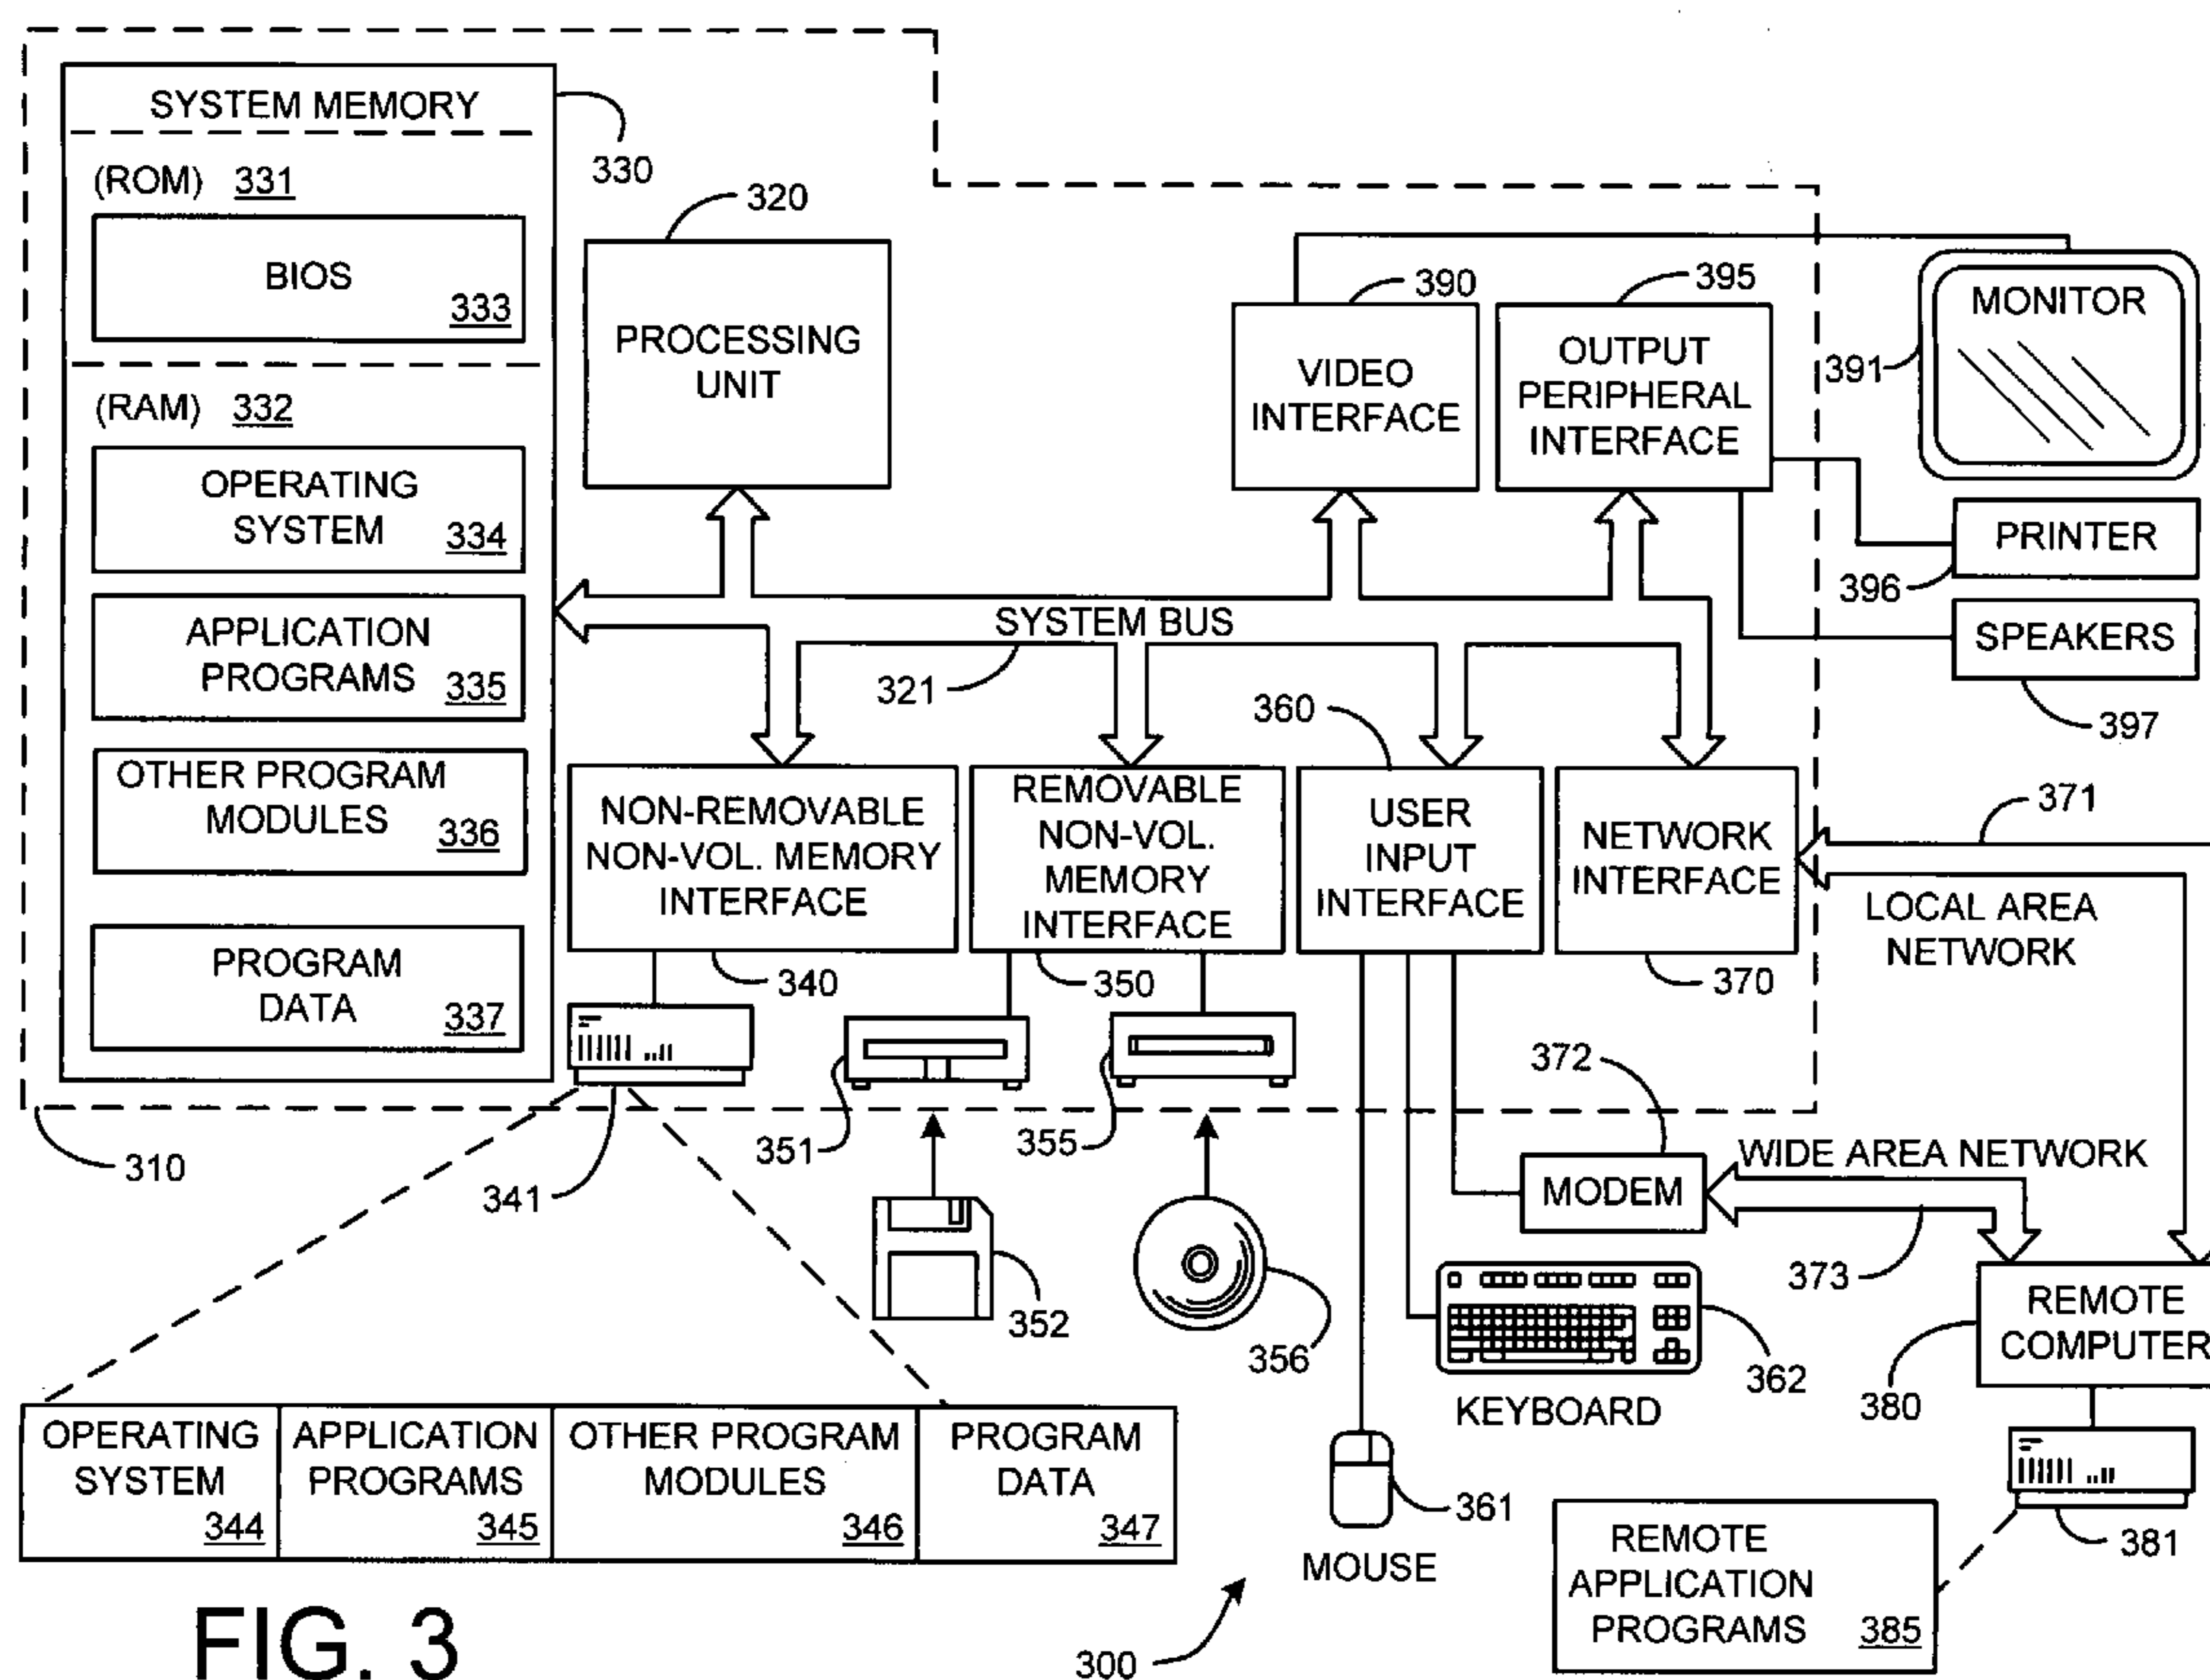 SYSTEM MEMORY
330
(ROM) 331
BIOS
333
(RAM) 332
OPERATING
SYSTEM 334
APPLICATION
PROGRAMS 335
OTHER PROGRAM
MODULES 336
PROGRAM
DATA 337
320
PROCESSING
UNIT
390
VIDEO
INTERFACE
395
OUTPUT
PERIPHERAL
INTERFACE
MONITOR
391
PRINTER
396
SPEAKERS
397
SYSTEM BUS
321
NON-REMOVABLE
NON-VOL. MEMORY
INTERFACE
340
REMOVABLE
NON-VOL.
MEMORY
INTERFACE
350
360
USER
INPUT
INTERFACE
NETWORK
INTERFACE
370
371
LOCAL AREA
NETWORK
310
341
351
352
355
356
372
MODEM
WIDE AREA NETWORK
373
362
KEYBOARD
361
MOUSE
REMOTE
COMPUTER
380
381
REMOTE
APPLICATION
PROGRAMS 385
OPERATING
SYSTEM
344
APPLICATION
PROGRAMS
345
OTHER PROGRAM
MODULES
346
PROGRAM
DATA
347
300
FIG. 3